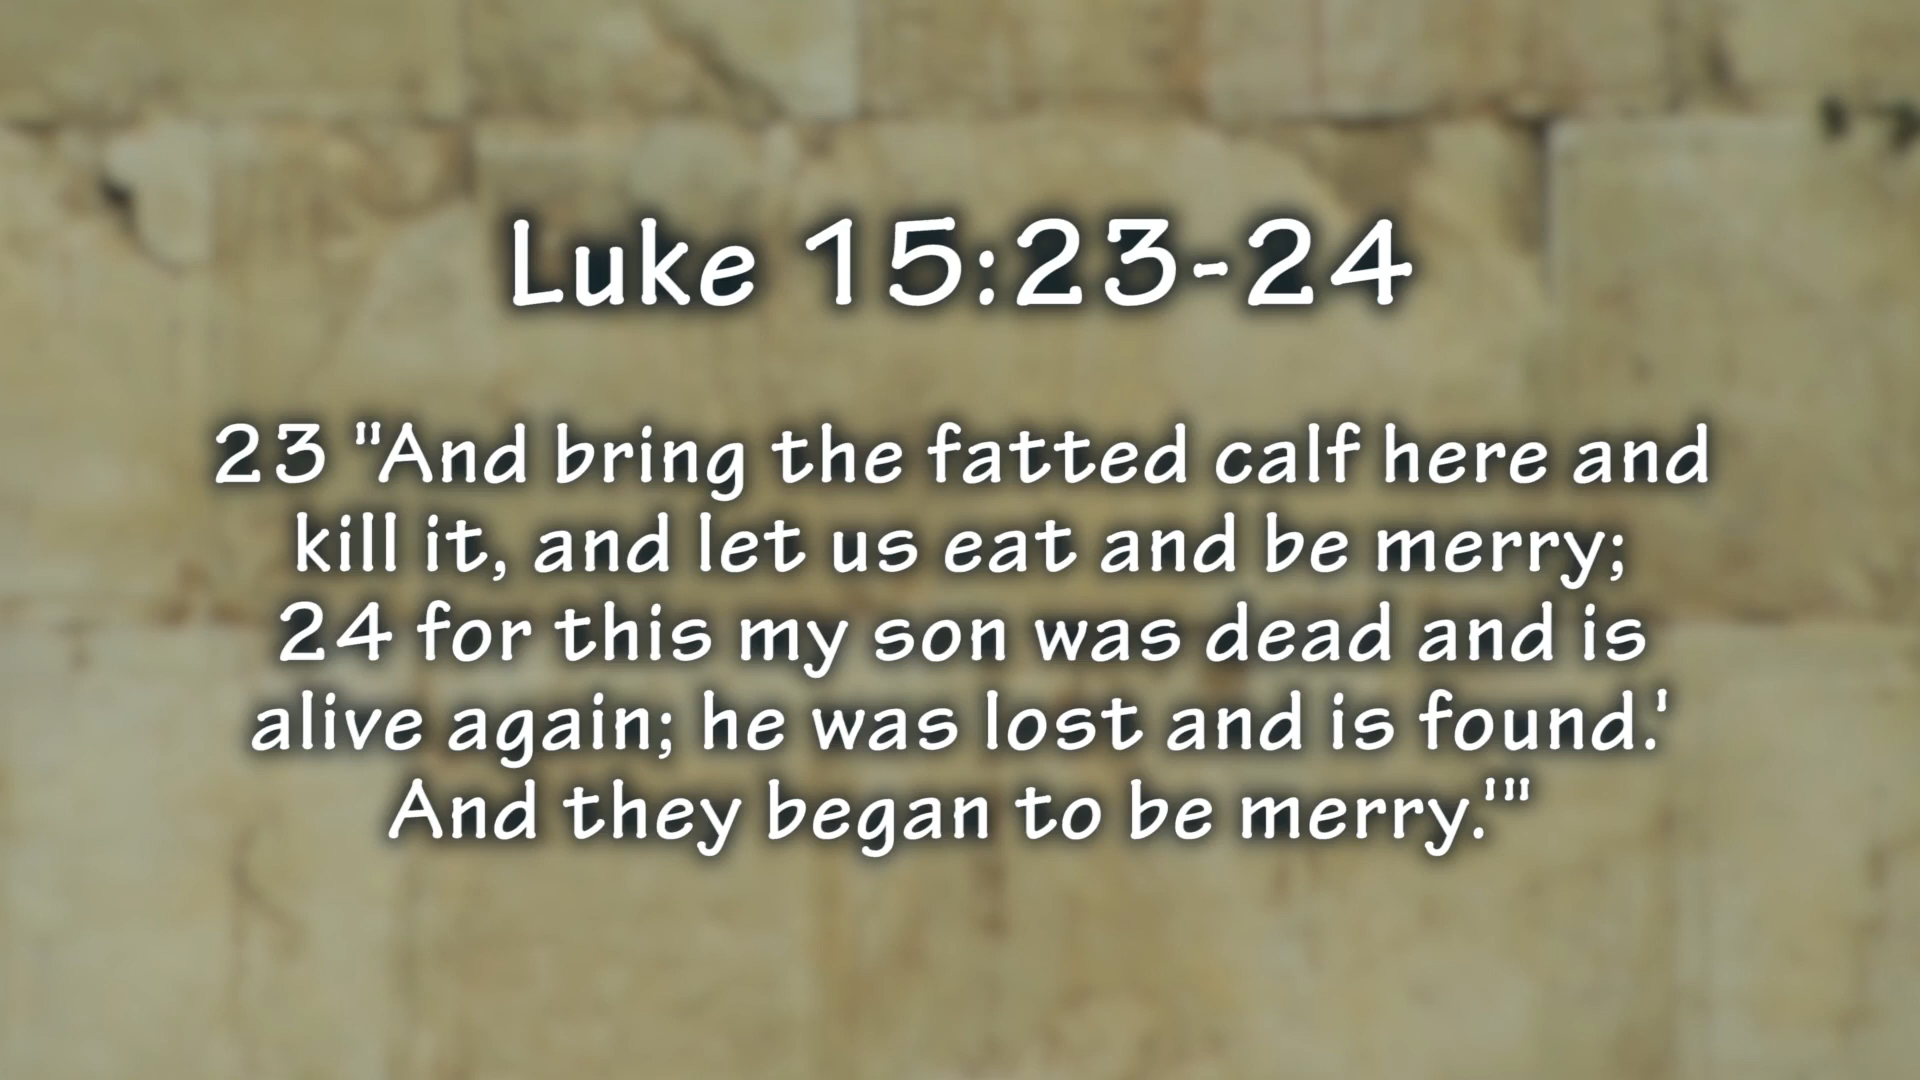 Luke 15:23-24
23 "And bring the fatted calf here and
kill it, and let us eat and be merry;
24 for this my son was dead and is
alive again; he was lost and is found.'
And they began to be merry.'"